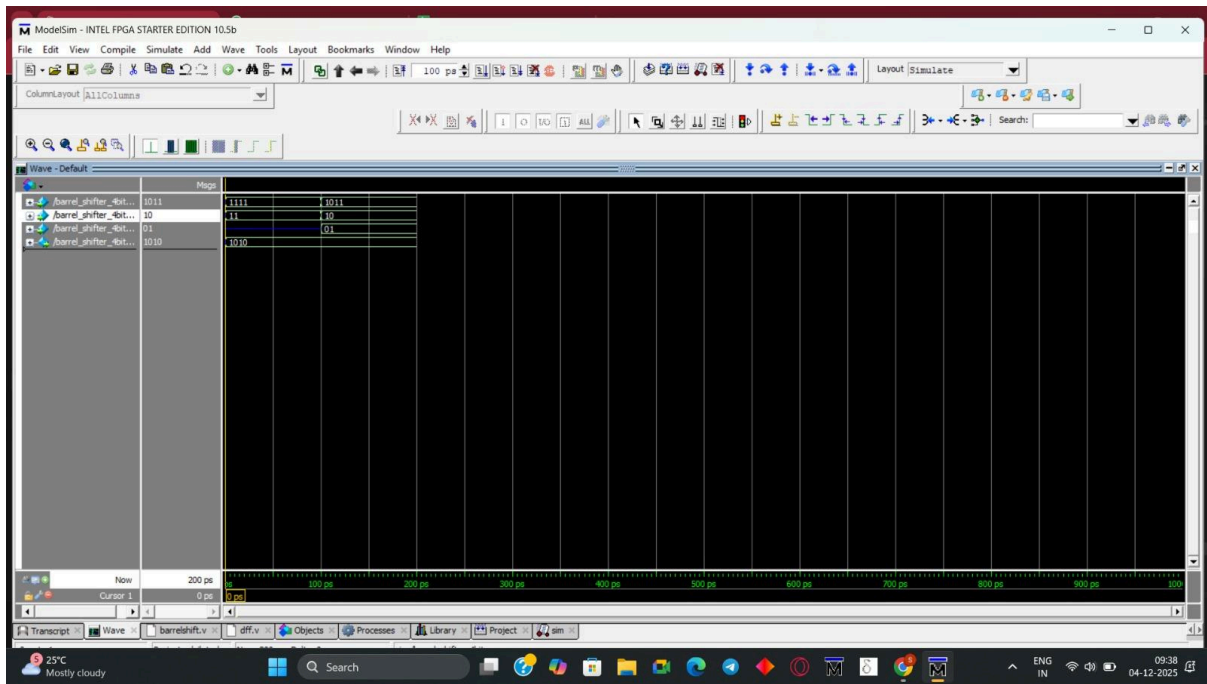 ModelSim - INTEL FPGA STARTER EDITION 10.5b
File Edit View Compile Simulate Add Wave Tools Layout Bookmarks Window Help
100 ps
Layout Simulate
ColumnLayout AllColumns
Search:
Wave - Default
Msgs
/barrel_shifter_4bit... 1011 1111 1011
/barrel_shifter_4bit... 10 11 10
/barrel_shifter_4bit... 01 01
/barrel_shifter_4bit... 1010 1010
Now 200 ps ps 100 ps 200 ps 300 ps 400 ps 500 ps 600 ps 700 ps 800 ps 900 ps 100
Cursor 1 0 ps 0 ps
Transcript Wave barrelshift.v dff.v Objects Processes Library Project sim
5 25°C Search ENG 09:38
Mostly cloudy IN 04-12-2025